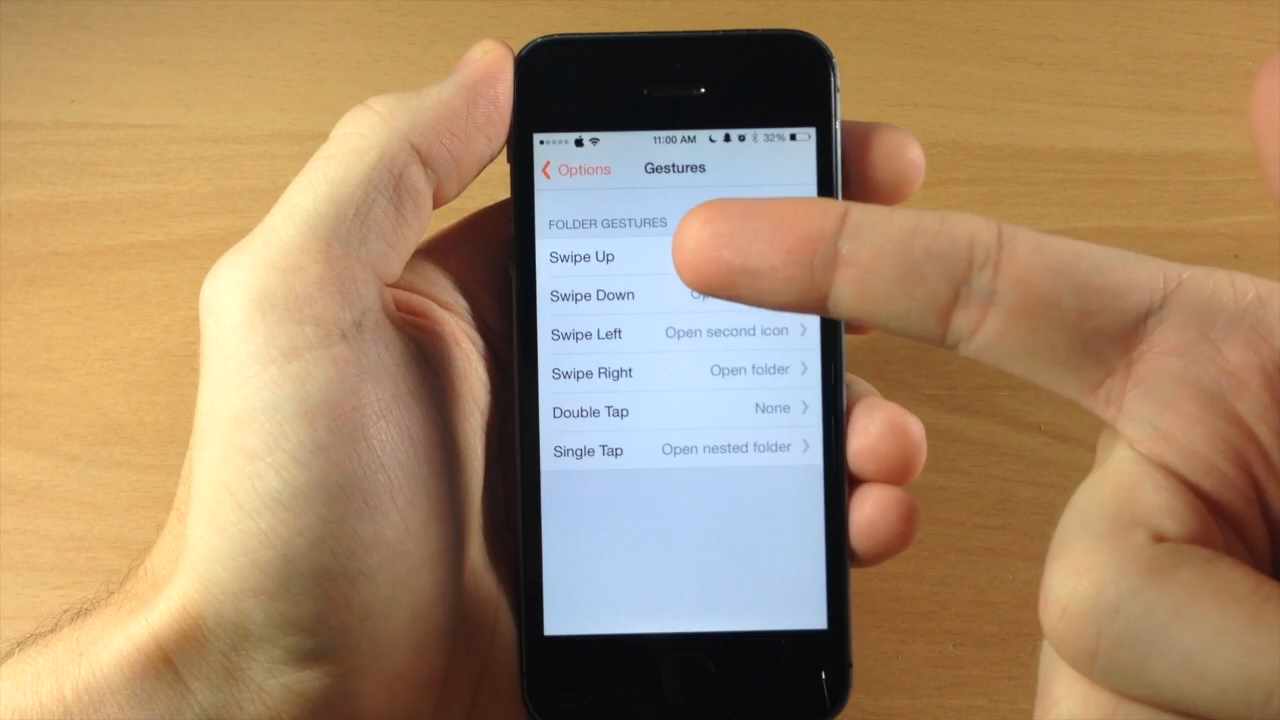 11:00 AM 32%
Options Gestures
FOLDER GESTURES
Swipe Up
Swipe Down
Swipe Left Open second icon
Swipe Right Open folder
Double Tap None
Single Tap Open nested folder